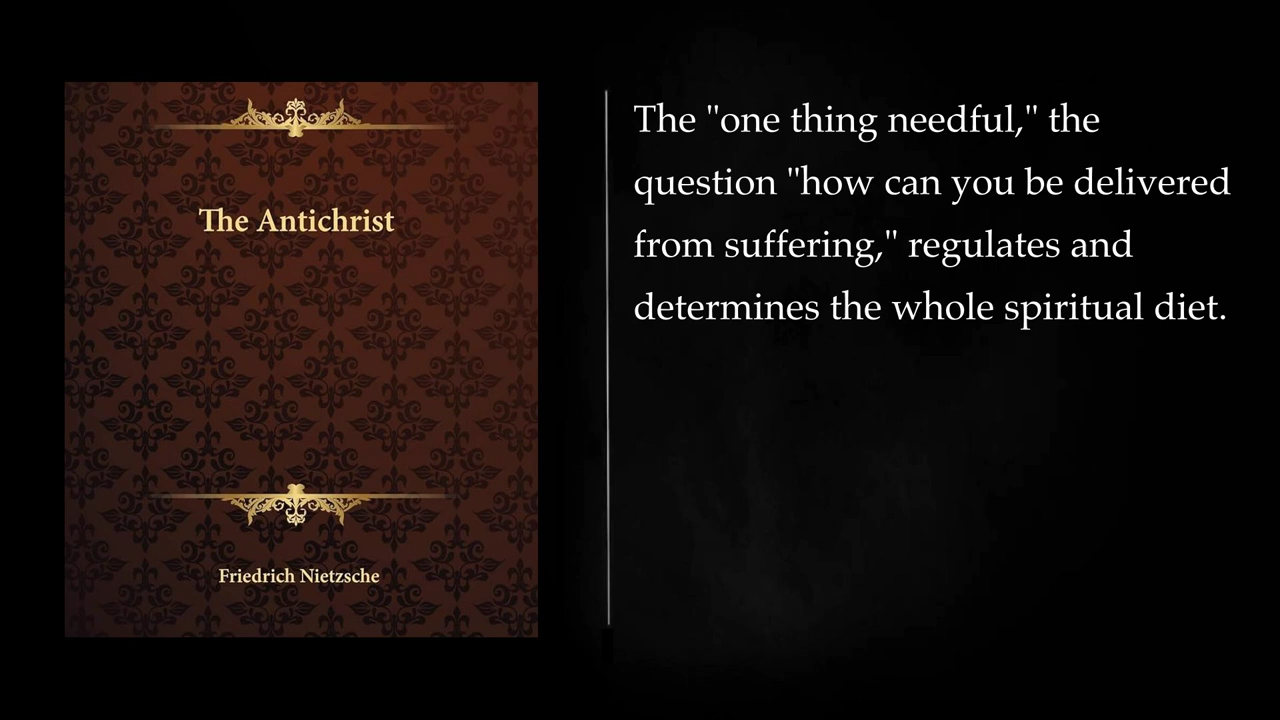 The Antichrist
Friedrich Nietzsche
The "one thing needful," the
question "how can you be delivered
from suffering," regulates and
determines the whole spiritual diet.